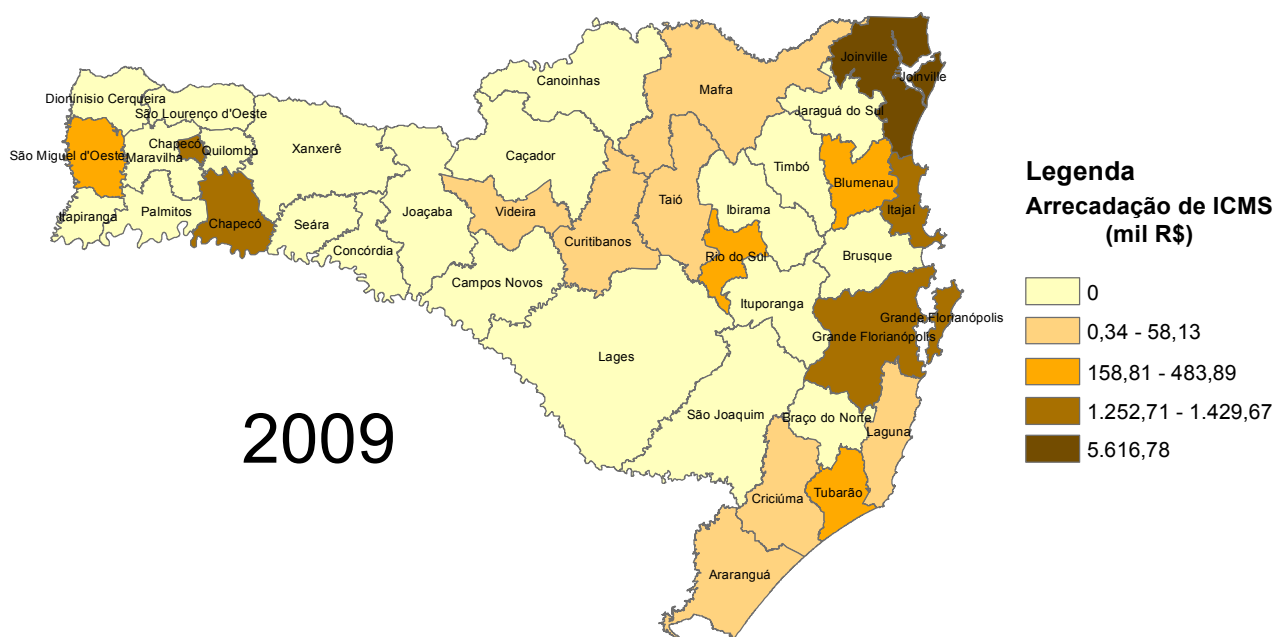 Joinville
Joinville
Canoinhas
Mafra
Dionínisio Cerqueira
São Lourenço d'Oeste
Jaraguá do Sul
Chapecó
São Miguel d'Oeste
Maravilha
Quilombo
Xanxerê
Caçador
Timbó
Blumenau
Itapiranga
Palmitos
Chapecó
Seára
Joaçaba
Videira
Taió
Ibirama
Itajaí
Concórdia
Curitibanos
Rio do Sul
Brusque
Campos Novos
Ituporanga
Grande Florianópolis
Grande Florianópolis
Lages
São Joaquim
Braço do Norte
Laguna
Criciúma
Tubarão
Araranguá
2009
Legenda
Arrecadação de ICMS
(mil R$)
0
0,34 - 58,13
158,81 - 483,89
1.252,71 - 1.429,67
5.616,78